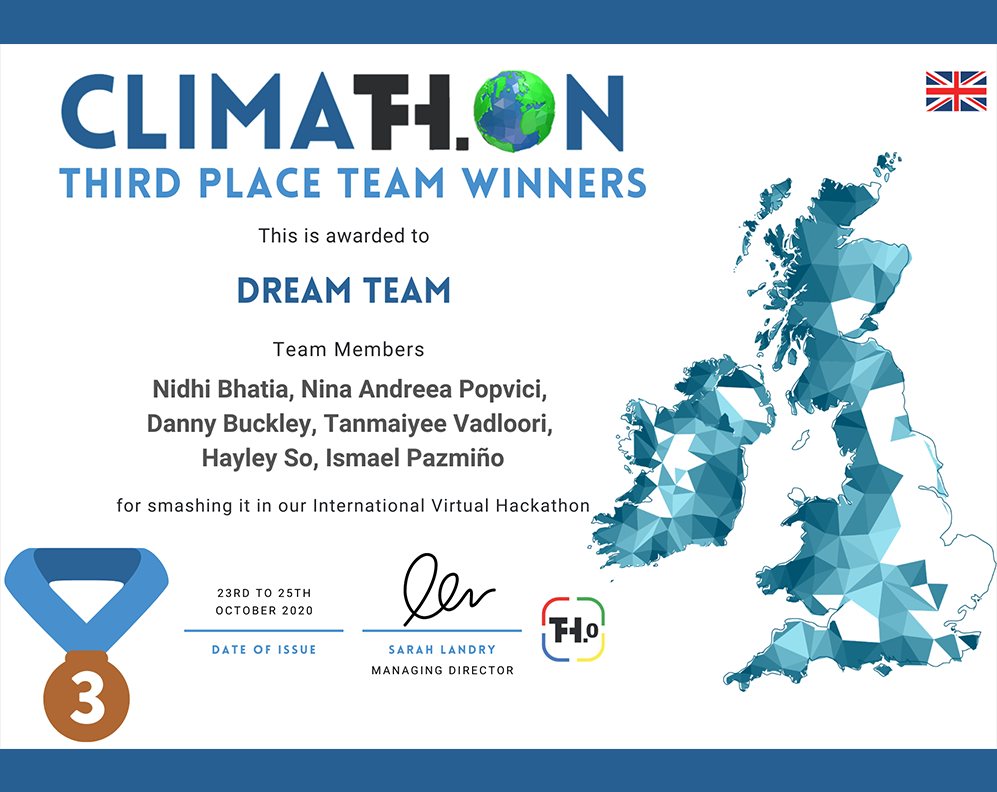 CLIMATH.ON
THIRD PLACE TEAM WINNERS
This is awarded to
DREAM TEAM
Team Members
Nidhi Bhatia, Nina Andreea Popvici,
Danny Buckley, Tanmaiyee Vadloori,
Hayley So, Ismael Pazmiño
for smashing it in our International Virtual Hackathon
23RD TO 25TH
OCTOBER 2020
DATE OF ISSUE
SARAH LANDRY
MANAGING DIRECTOR
TH.0
3